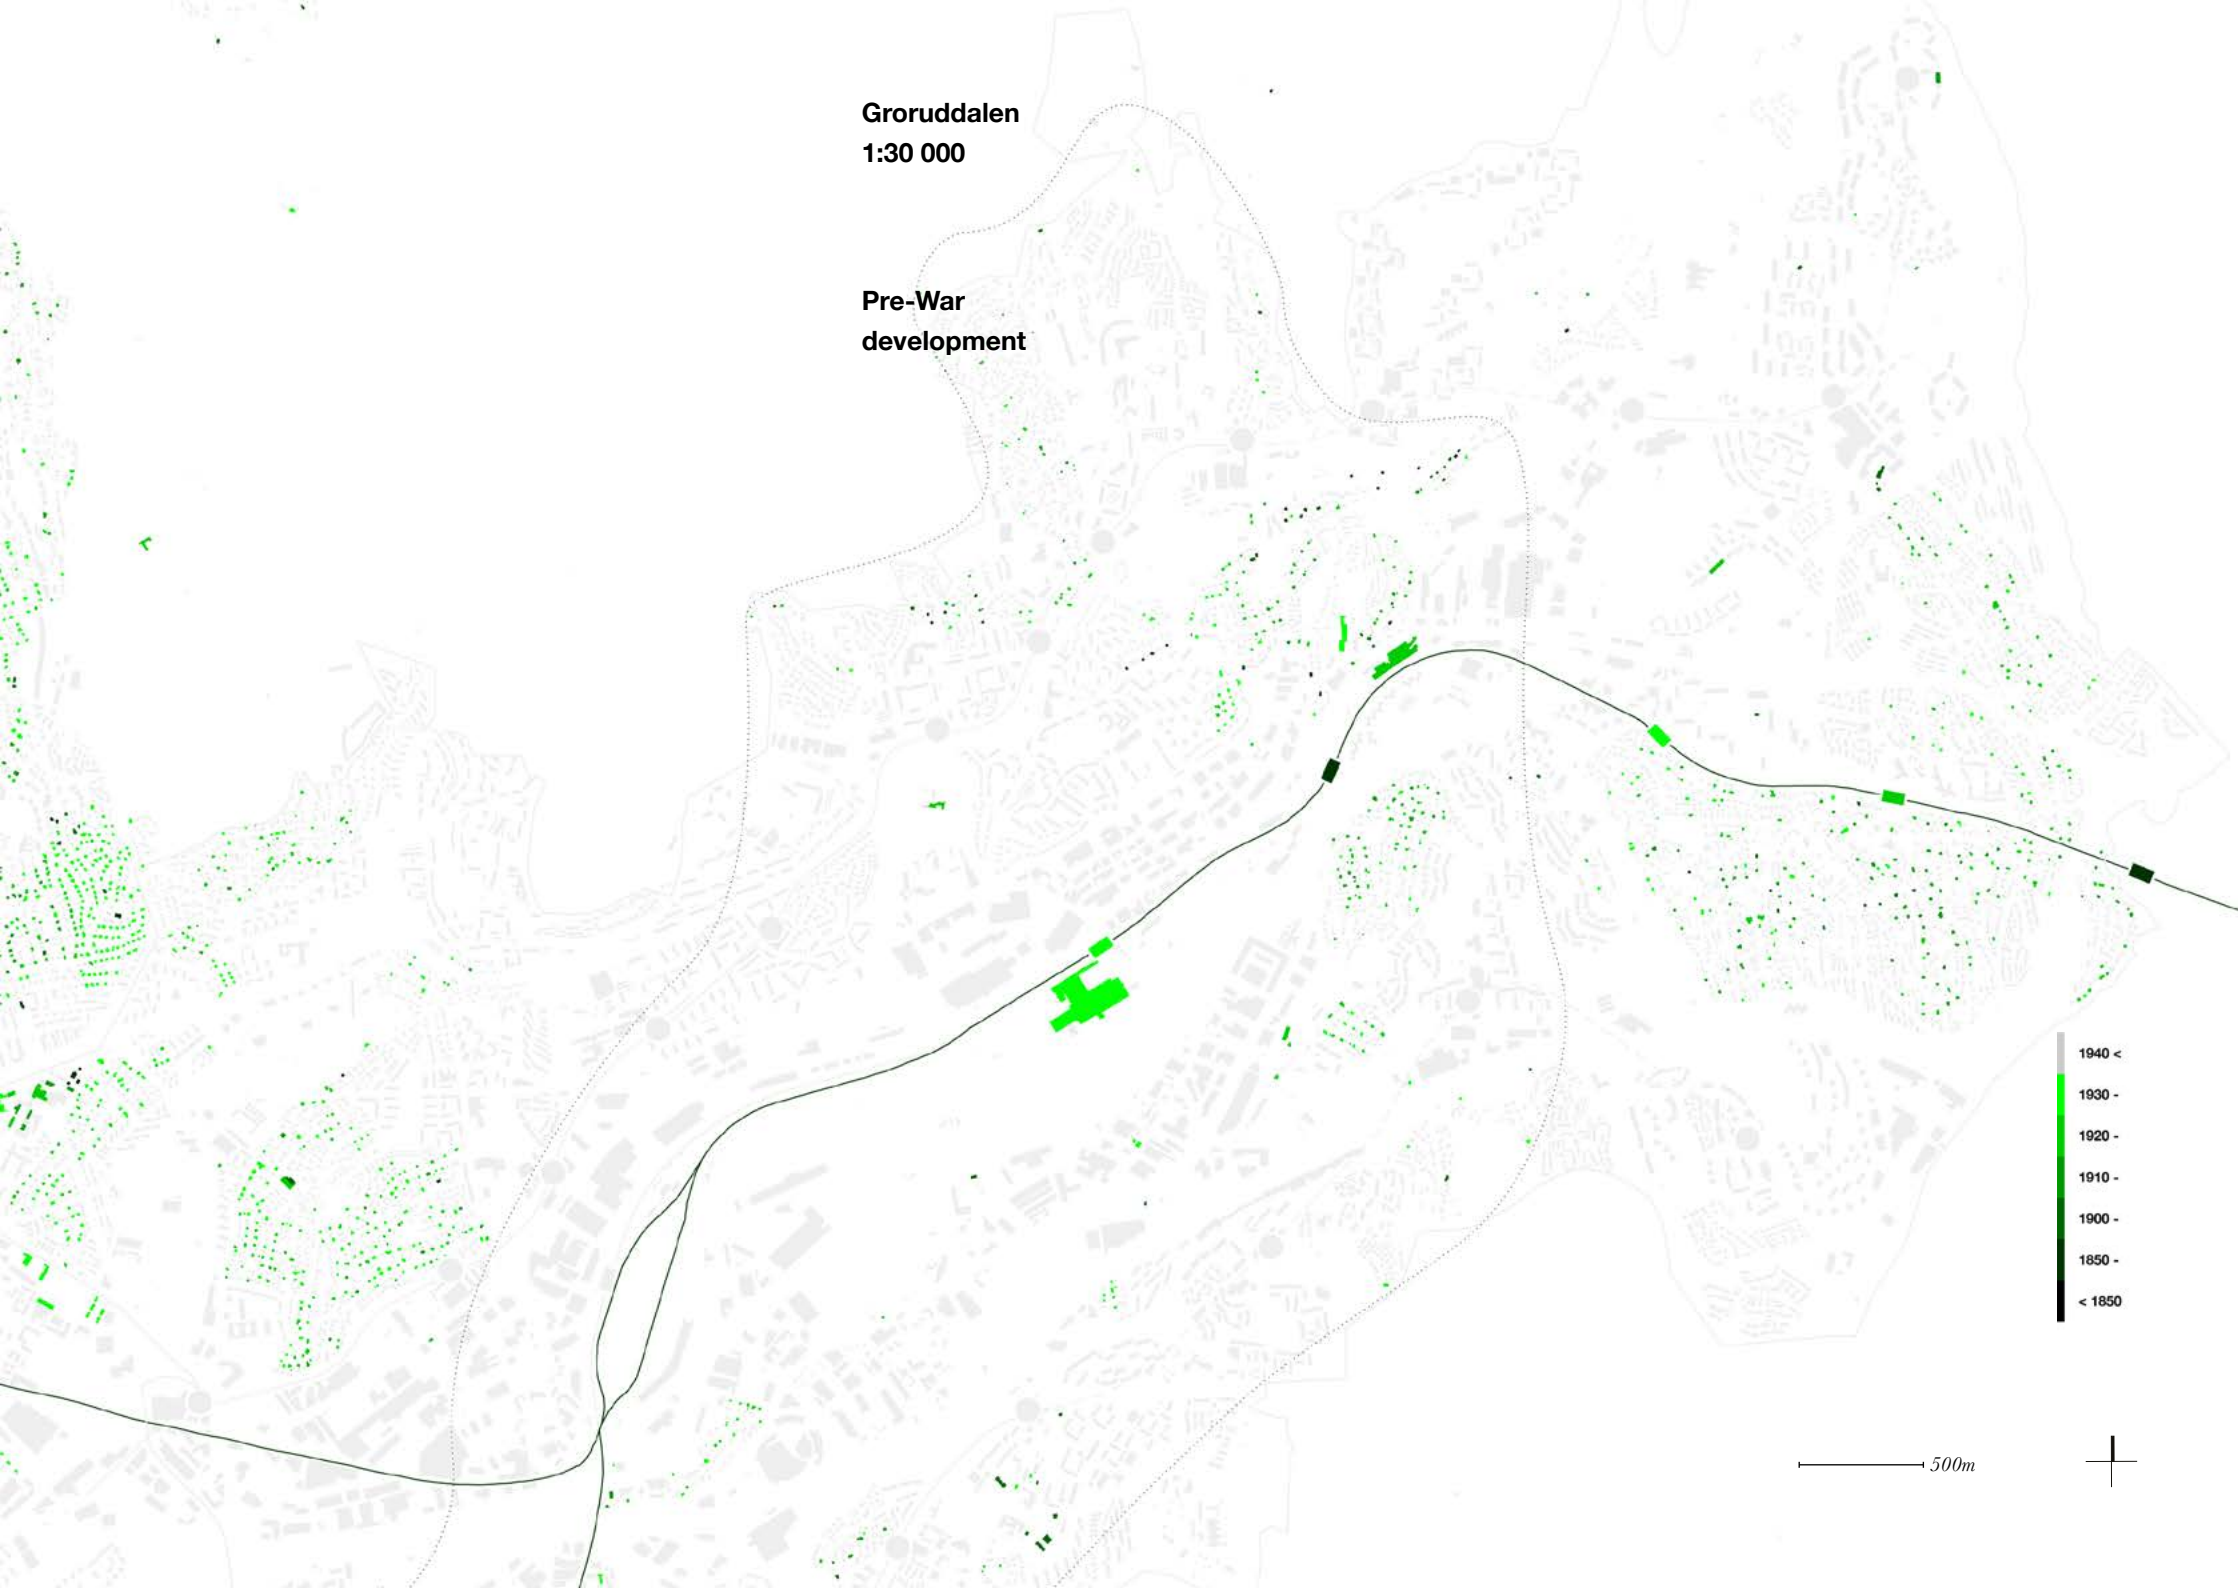 Groruddalen
1:30 000
Pre-War
development
1940 <
1930 -
1920 -
1910 -
1900 -
1850 -
< 1850
500m